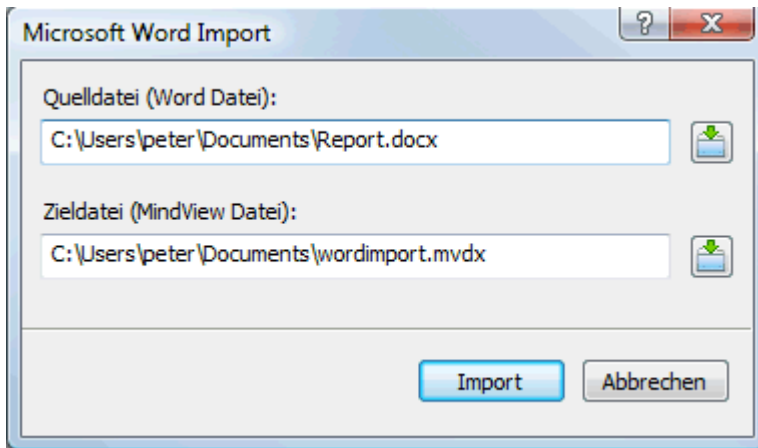 Microsoft Word Import
Quelldatei (Word Datei):
C:\Users\peter\Documents\Report.docx
Zieldatei (MindView Datei):
C:\Users\peter\Documents\wordimport.mvdx
Import Abbrechen